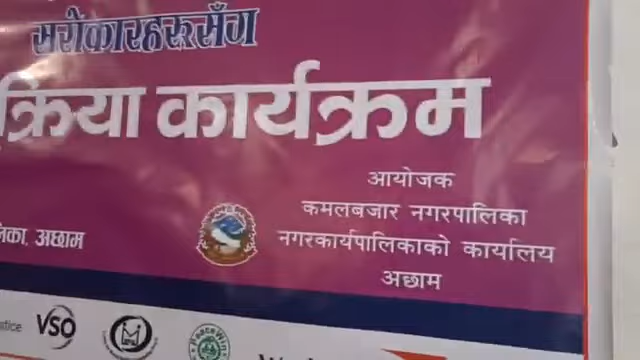 सरोकारहरूसँग
क्रिया कार्यक्रम
आयोजक
कमलबजार नगरपालिका
नगरकार्यपालिकाको कार्यालय
अछाम
अछाम
VSO